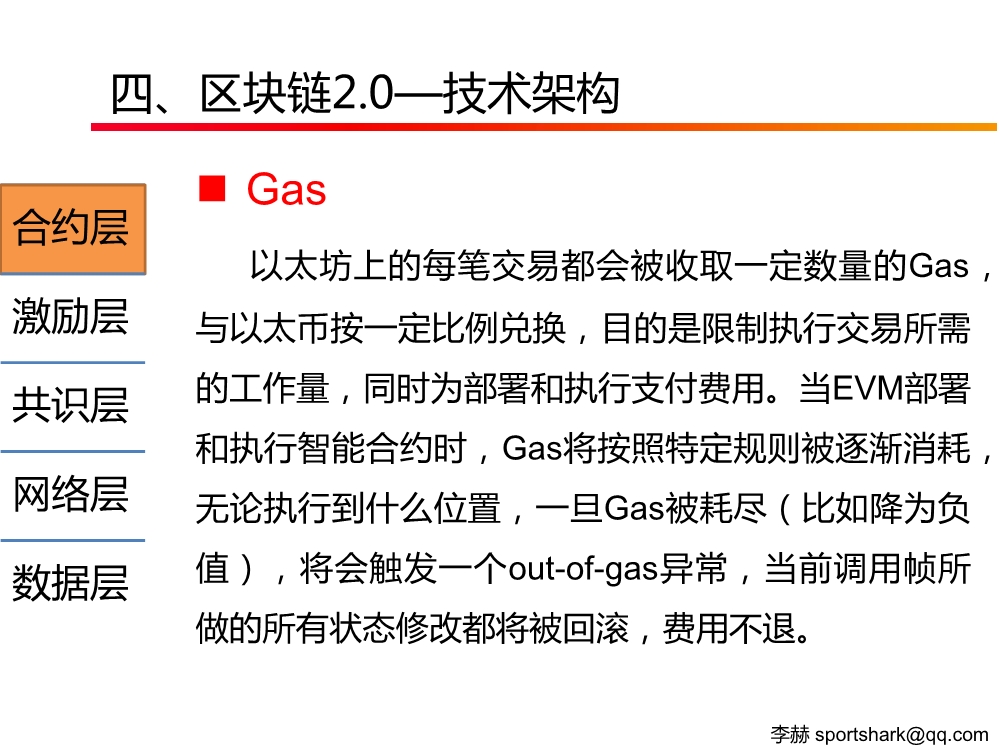 四、区块链2.0—技术架构
合约层
激励层
共识层
网络层
数据层
■ Gas
以太坊上的每笔交易都会被收取一定数量的Gas，
与以太币按一定比例兑换，目的是限制执行交易所需
的工作量，同时为部署和执行支付费用。当EVM部署
和执行智能合约时，Gas将按照特定规则被逐渐消耗，
无论执行到什么位置，一旦Gas被耗尽（比如降为负
值），将会触发一个out-of-gas异常，当前调用帧所
做的所有状态修改都将被回滚，费用不退。
李赫 sportshark@qq.com